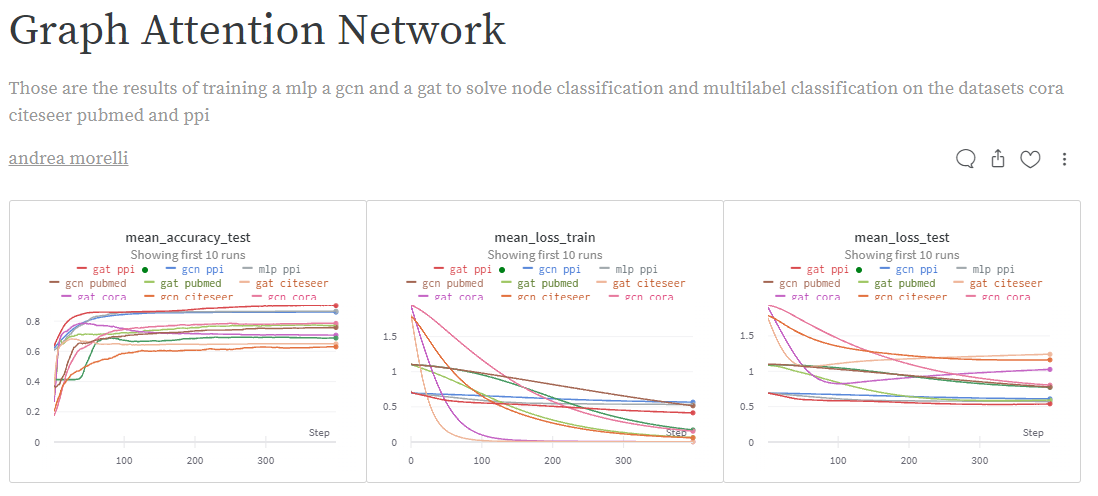 Graph Attention Network
Those are the results of training a mlp a gcn and a gat to solve node classification and multilabel classification on the datasets cora
citeseer pubmed and ppi
andrea morelli
mean_accuracy_test
Showing first 10 runs
gat ppi gcn ppi mlp ppi
gcn pubmed gat pubmed gat citeseer
gat cora gcn citeseer gcn cora
0.8
0.6
0.4
0.2
0
Step
100 200 300
mean_loss_train
Showing first 10 runs
gat ppi gcn ppi mlp ppi
gcn pubmed gat pubmed gat citeseer
gat cora gcn citeseer gcn cora
1.5
1
0.5
0
Step
0 100 200 300
mean_loss_test
Showing first 10 runs
gat ppi gcn ppi mlp ppi
gcn pubmed gat pubmed gat citeseer
gat cora gcn citeseer gcn cora
1.5
1
0.5
0
Step
100 200 300